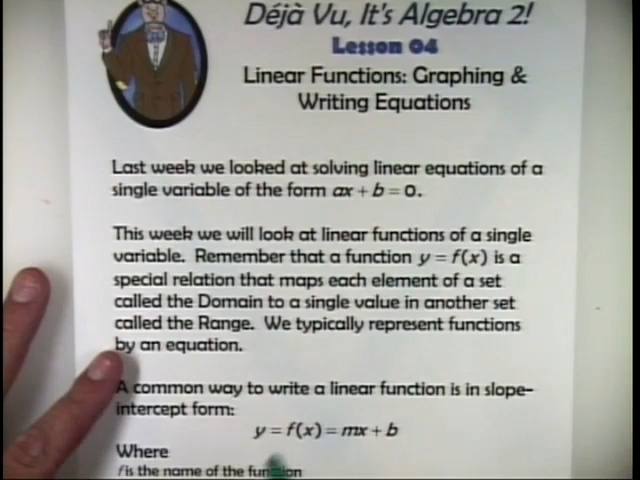 Déjà Vu, It's Algebra 2!
Lesson 04
Linear Functions: Graphing &
Writing Equations
Last week we looked at solving linear equations of a
single variable of the form ax + b = 0.
This week we will look at linear functions of a single
variable. Remember that a function y = f(x) is a
special relation that maps each element of a set
called the Domain to a single value in another set
called the Range. We typically represent functions
by an equation.
A common way to write a linear function is in slope-
intercept form:
y = f(x) = mx + b
Where
f is the name of the function